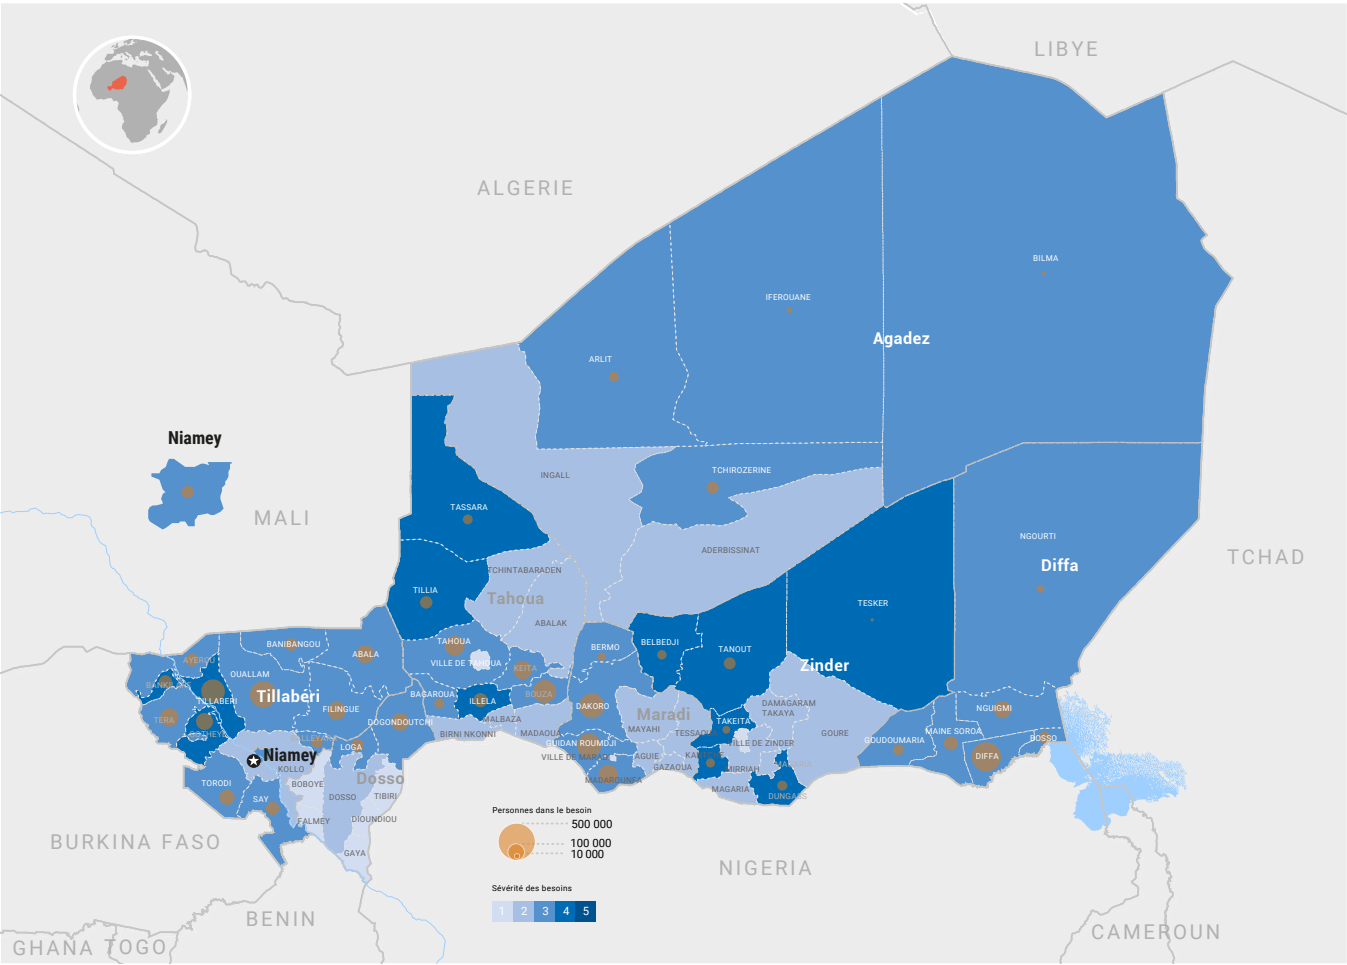 LIBYE
ALGERIE
BILMA
IFEROUANE
Agadez
ARLIT
Niamey
TCHIROZERINE
INGALL
MALI
TASSARA
NGOURTI
ADERBISSINAT
TCHAD
Diffa
TCHINTABARADEN
TILLIA
Tahoua
TESKER
ABALAK
TAHOUA
BELBEDJI
BANIBANGOU
BERMO
TANOUT
ABALA
AYEROU
VILLE DE TAHOUA
Zinder
KEITA
OUALLAM
BAGAROUA
BOUZA
Tillabéri
TILLABERI
ILLELA
DAMAGARAM
TAKAYA
DAKORO
NGUIGMI
FILINGUE
Maradi
TERA
DOGONDOUTCHI
MALBAZA
TAKEITA
MAYAHI
MAINE SOROA
BIRNI NKONNI
MADAOUA
TESSAOUA
GOURE
GOUDOUMARIA
BOSSO
GUIDAN ROUMDJI
VILLE DE ZINDER
LOGA
Niamey
DIFFA
VILLE DE MARADI
AGUIE
KOLLO
GAZAOUA
MIRRIAH
Dosso
MADAROUNFA
TORODI
BOBOYE
MAGARIA
DOSSO
TIBIRI
DUNGASS
SAY
FALMEY
DIOUNDIOU
Personnes dans le besoin
500 000
100 000
10 000
BURKINA FASO
GAYA
NIGERIA
Sévérité des besoins
1 2 3 4 5
BENIN
CAMEROUN
GHANA
TOGO